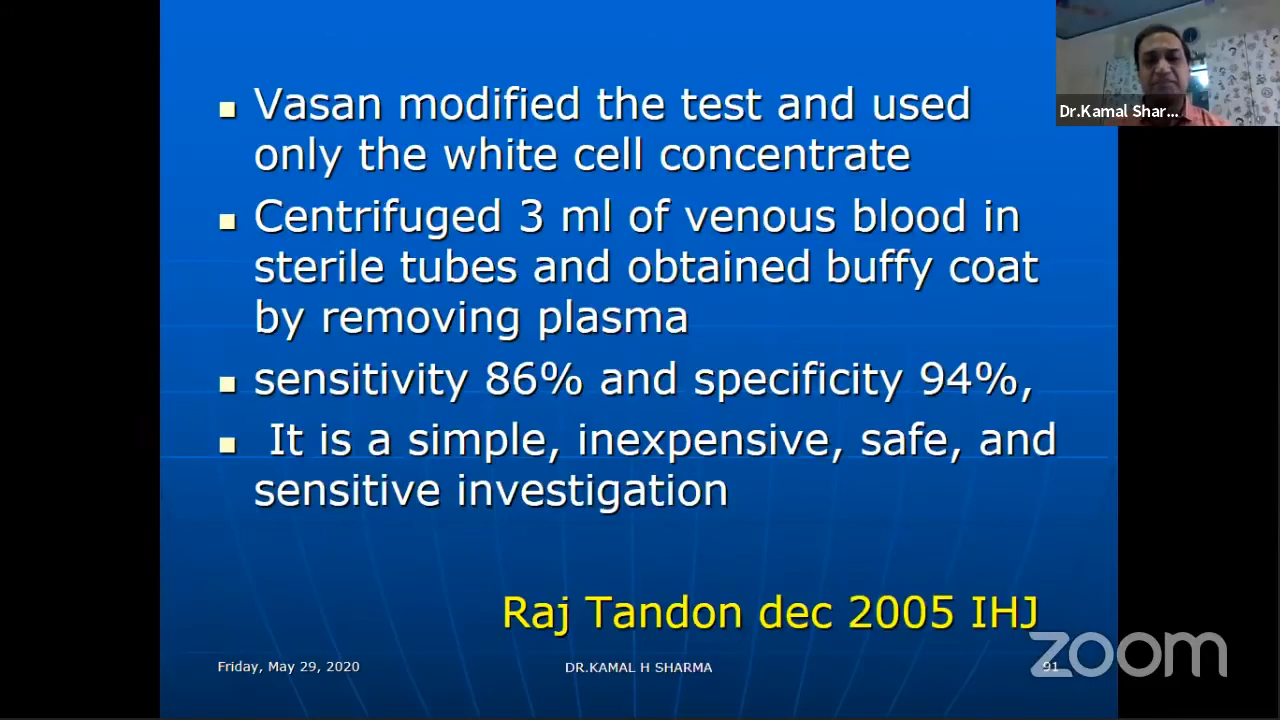 Vasan modified the test and used
only the white cell concentrate
Centrifuged 3 ml of venous blood in
sterile tubes and obtained buffy coat
by removing plasma
sensitivity 86% and specificity 94%,
It is a simple, inexpensive, safe, and
sensitive investigation
Raj Tandon dec 2005 IHJ
Friday, May 29, 2020
DR.KAMAL H SHARMA
91
zoom
Dr.Kamal Shar...